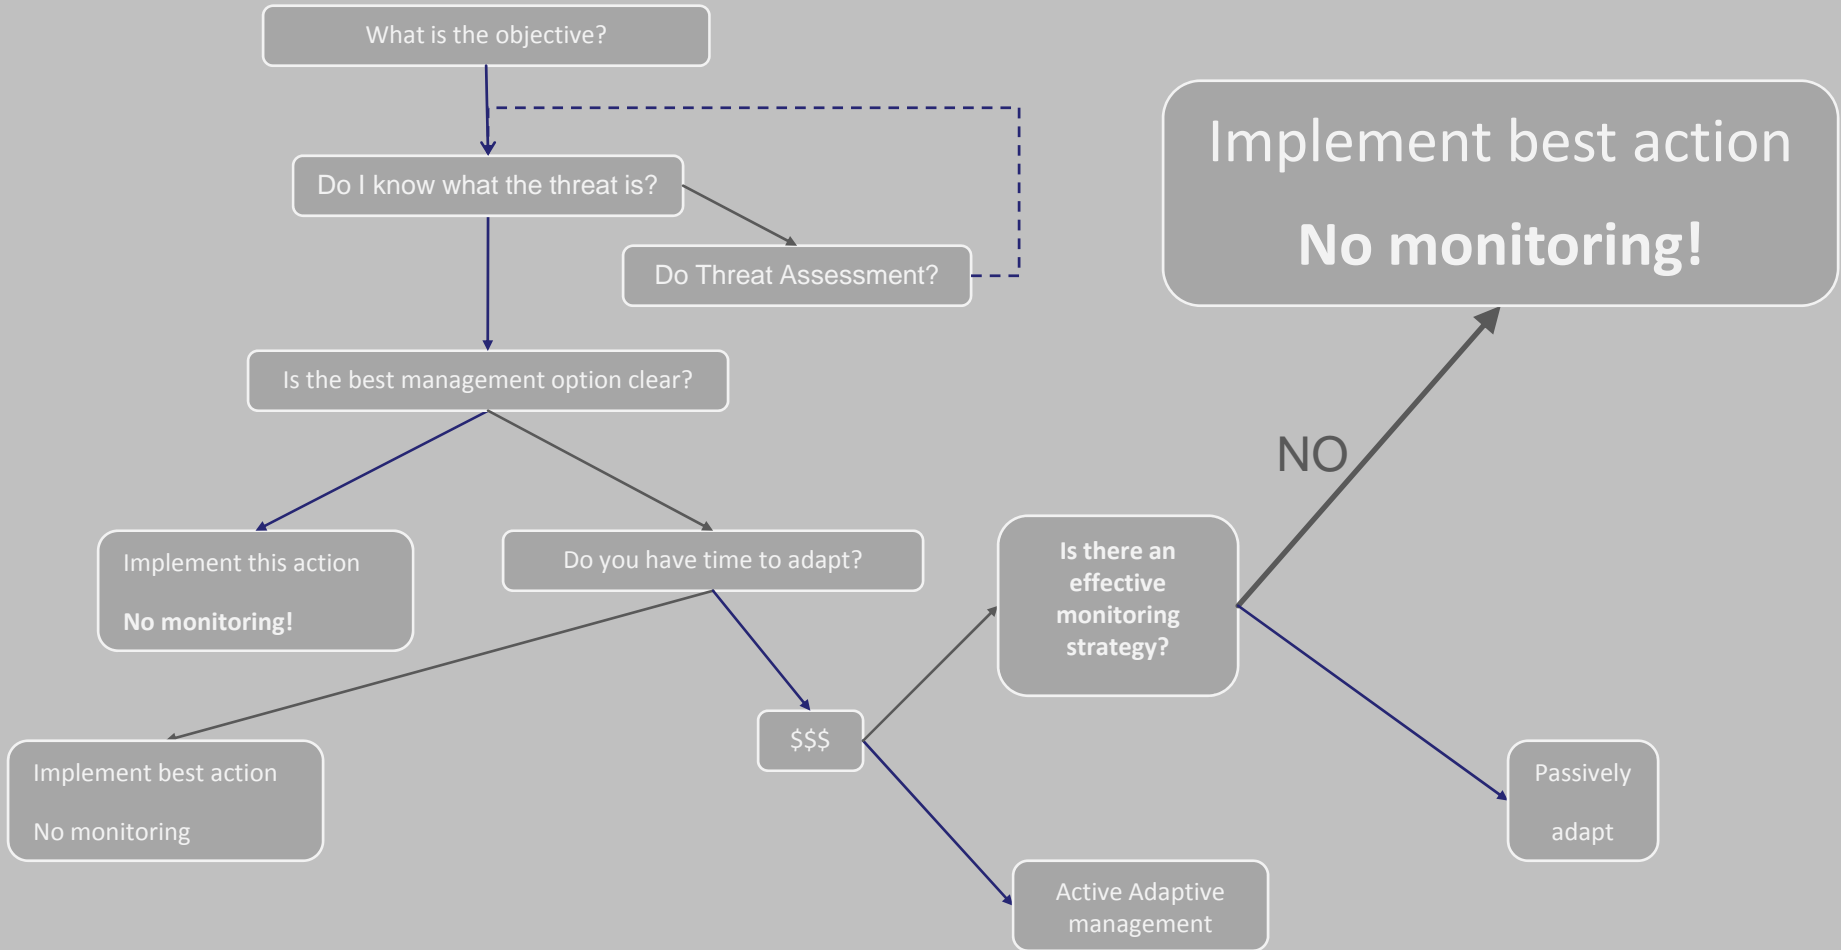 What is the objective?
Implement best action
No monitoring!
Do I know what the threat is?
Do Threat Assessment?
Is the best management option clear?
NO
Implement this action
No monitoring!
Do you have time to adapt?
Is there an
effective
monitoring
strategy?
$$$
Implement best action
No monitoring
Passively
adapt
Active Adaptive
management